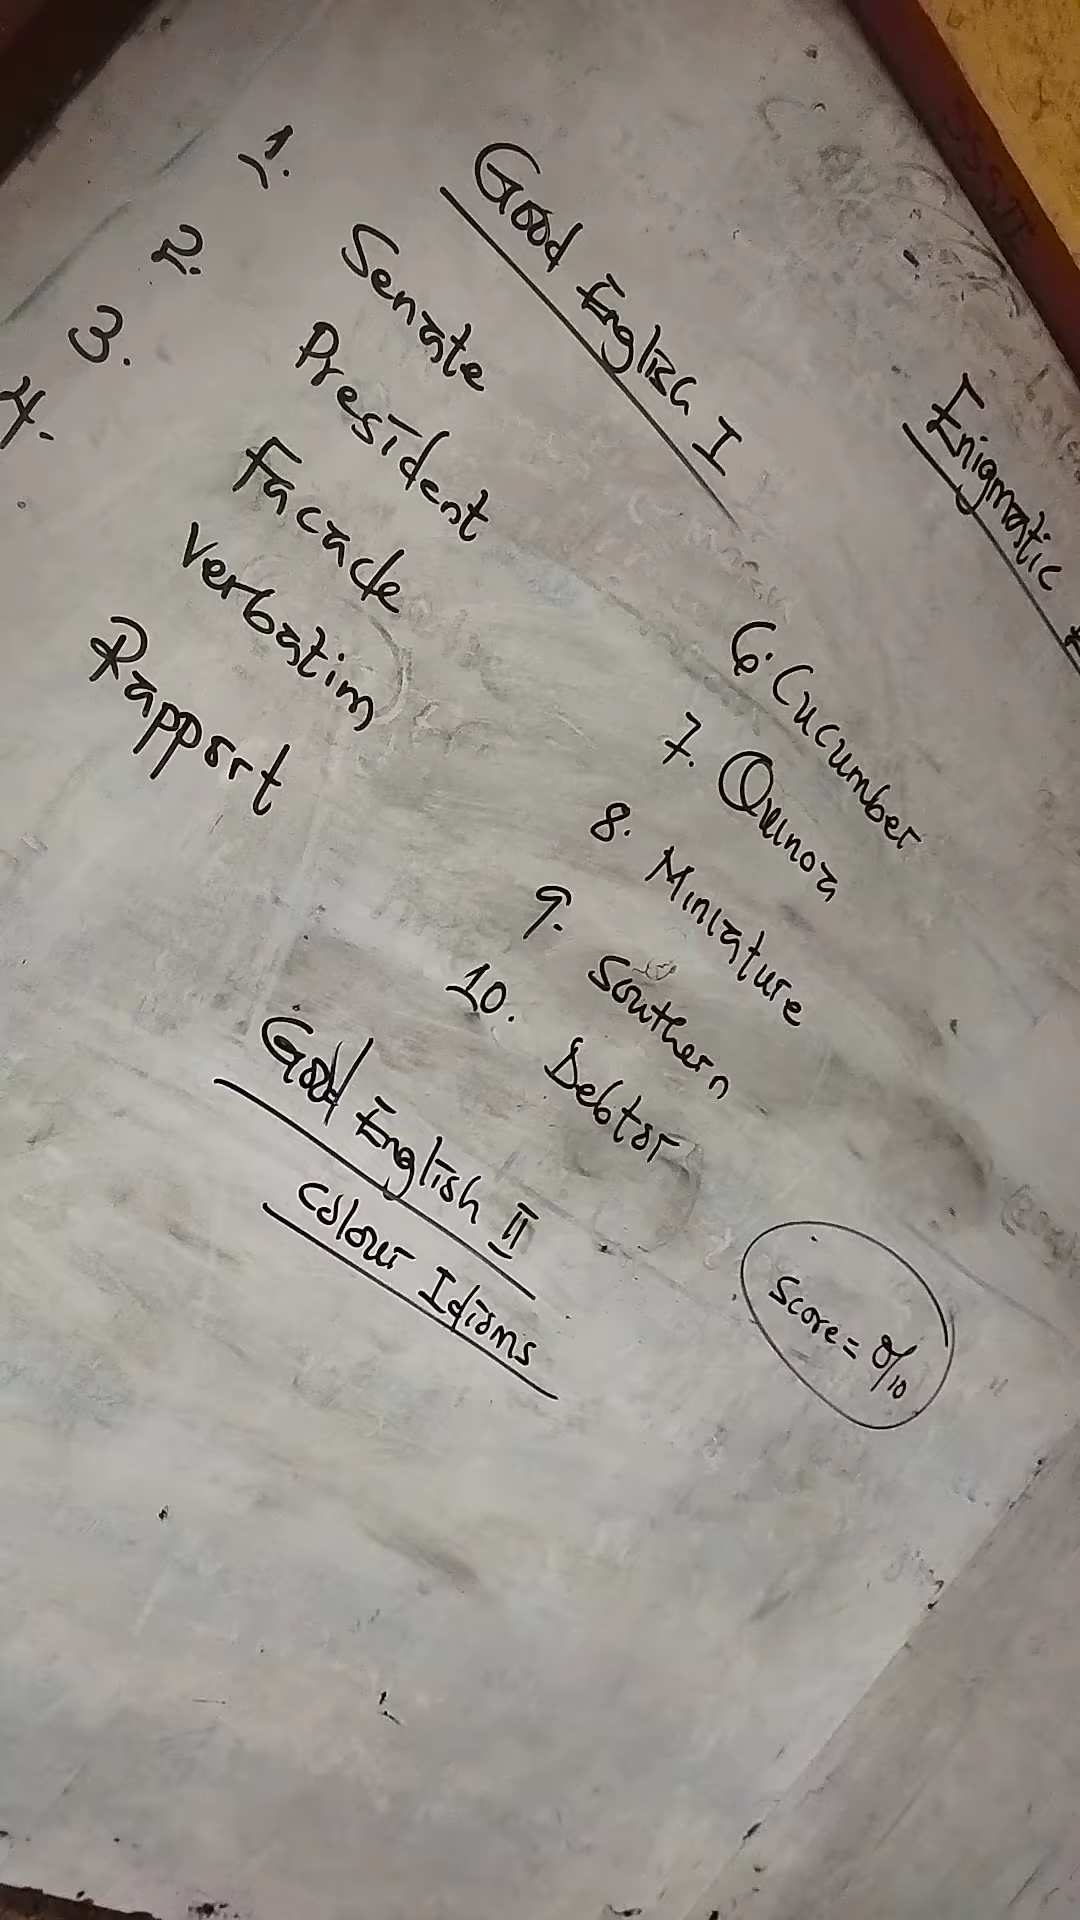 Enigmatic
Good English I
1. Senate
2. President
3. Facade
4. Verbatim
Rapport
6. Cucumber
7. Quinoa
8. Miniature
9. Southern
10. Debtor
Good English II
Colour Idioms
Score = 0/10